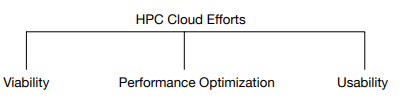 HPC Cloud Efforts
Viability Performance Optimization Usability